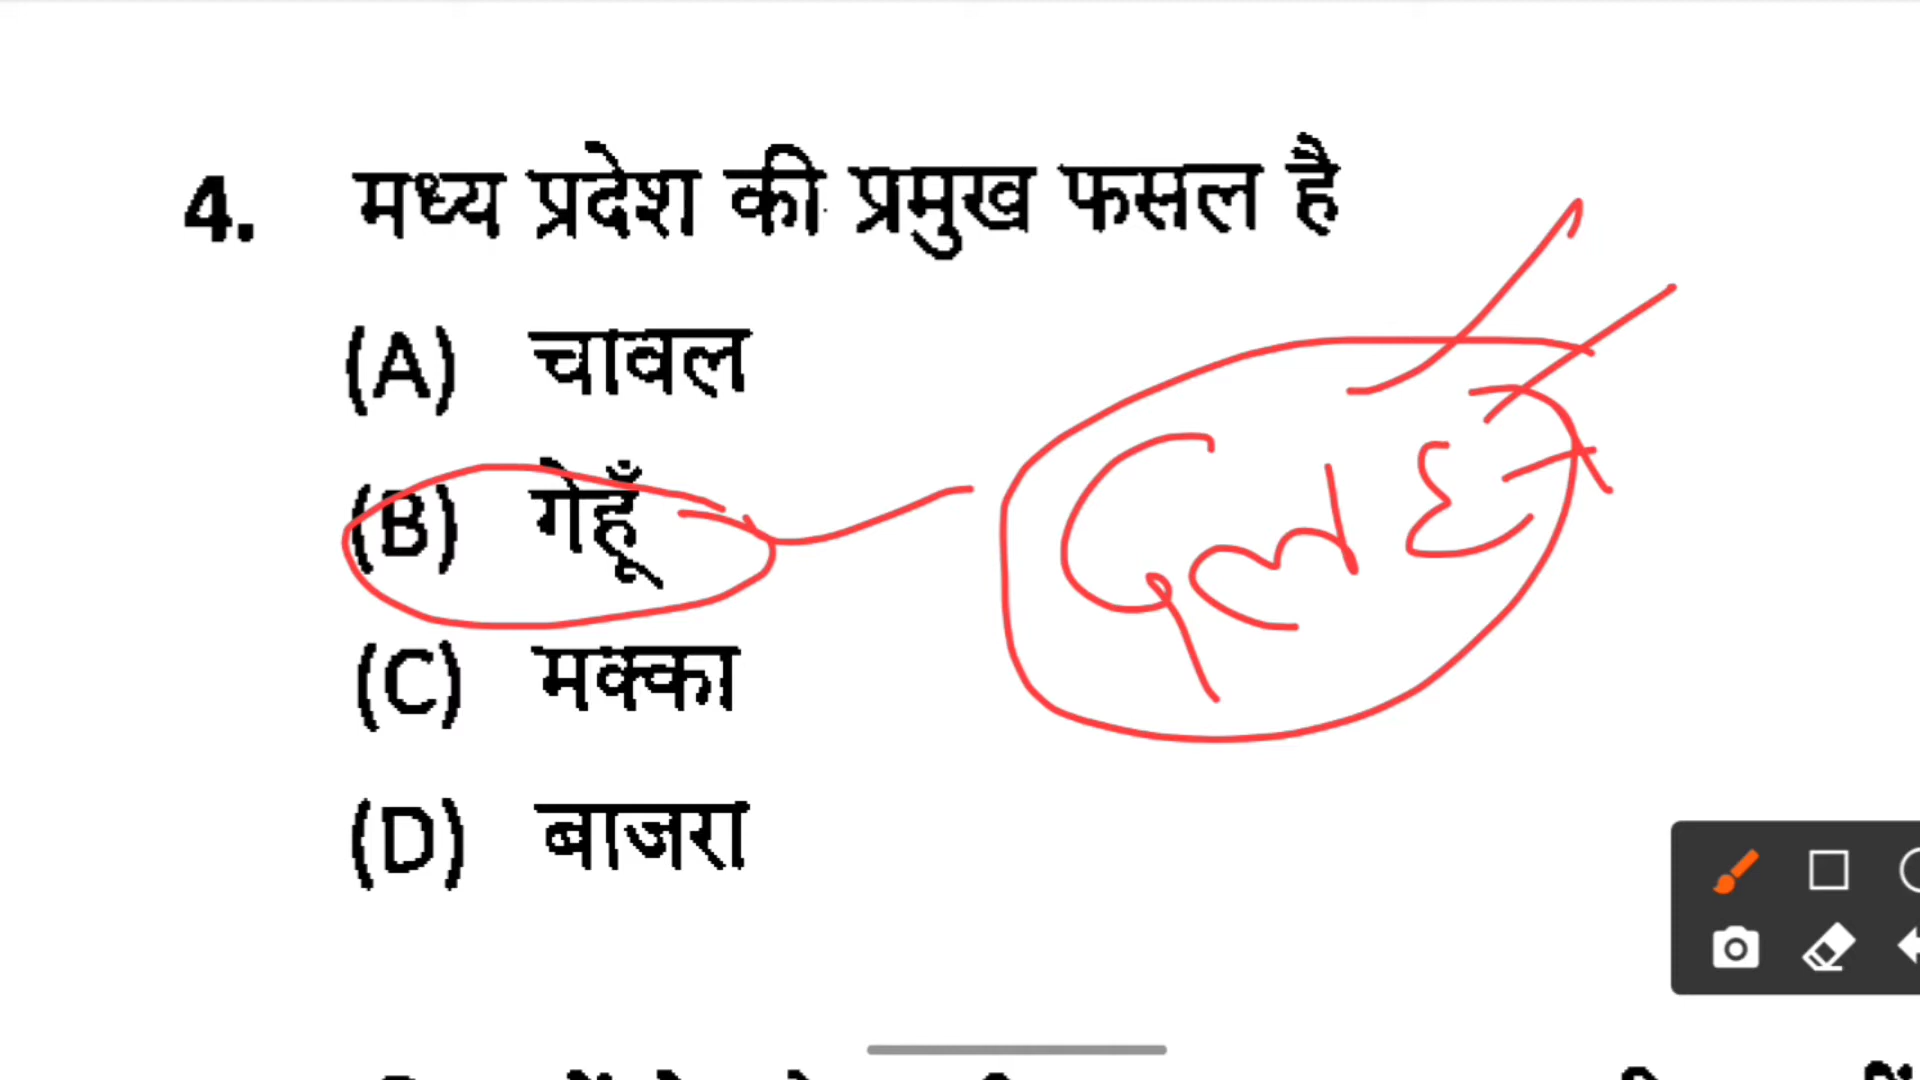 4. मध्य प्रदेश की प्रमुख फसल है
(A) चावल
(B) गेहूँ
(C) मक्का
(D) बाजरा